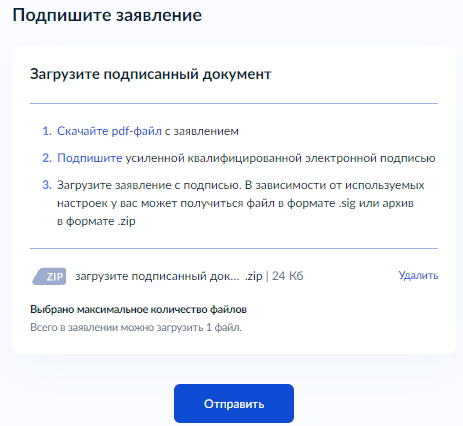 Подпишите заявление
Загрузите подписанный документ
1. Скачайте pdf-файл с заявлением
2. Подпишите усиленной квалифицированной электронной подписью
3. Загрузите заявление с подписью. В зависимости от используемых
настроек у вас может получиться файл в формате .sig или архив
в формате .zip
ZIP загрузите подписанный док... .zip | 24 Кб Удалить
Выбрано максимальное количество файлов
Всего в заявлении можно загрузить 1 файл.
Отправить